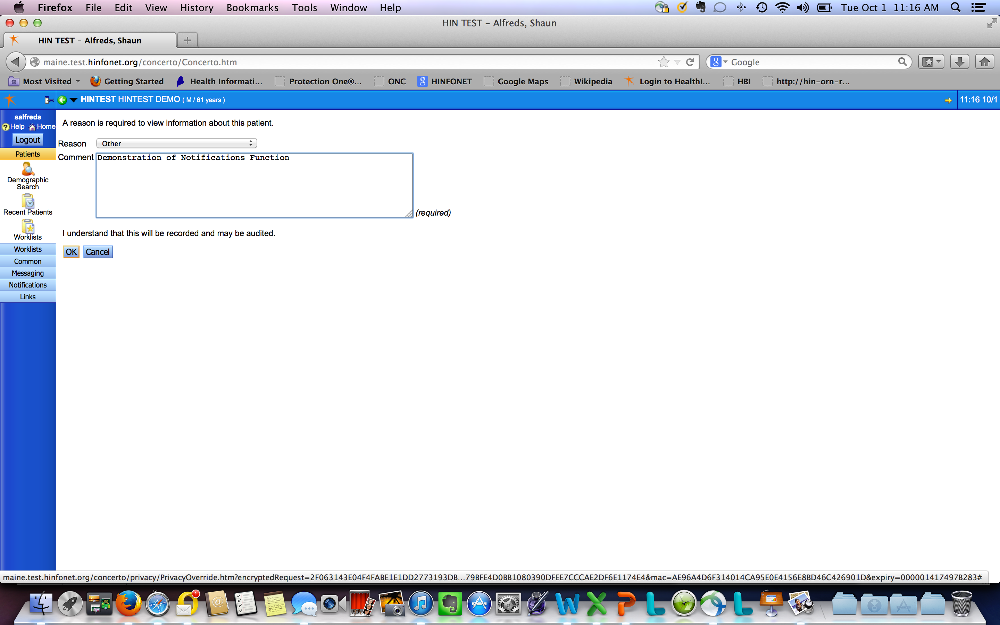 Firefox File Edit View History Bookmarks Tools Window Help Tue Oct 1 11:16 AM
HIN TEST – Alfreds, Shaun
HIN TEST – Alfreds, Shaun
maine.test.hinfonet.org/concerto/Concerto.htm
Google
Most Visited Getting Started Health Informati... Protection One®... ONC HINFONET Google Maps Wikipedia Login to HealthI... HBI http://hin-orn-r...
HINTEST HINTEST DEMO ( M / 61 years ) 11:16 10/1
salfreds
Help Home
Logout
Patients
Demographic
Search
Recent Patients
Worklists
Worklists
Common
Messaging
Notifications
Links
A reason is required to view information about this patient.
Reason Other
Comment Demonstration of Notifications Function
(required)
I understand that this will be recorded and may be audited.
OK Cancel
maine.test.hinfonet.org/concerto/privacy/PrivacyOverride.htm?encryptedRequest=2F063143E04F4FABE1E1DD2773193DB...79BFE4D0BB1080390DFEE7CCCAE2DF6E1174E4&mac=AE96A4D6F314014CA95E0E4156E8BD46C426901D&expiry=000001417497B283#
1